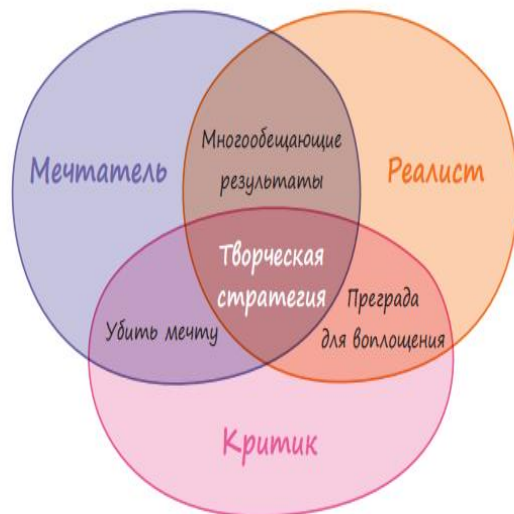 Многообещающие
результаты
Мечтатель
Реалист
Творческая
стратегия
Убить мечту
Преграда
для воплощения
Критик